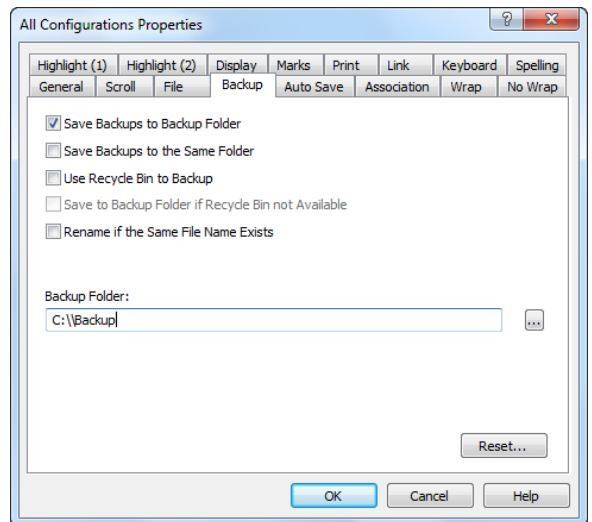 All Configurations Properties
Highlight (1) Highlight (2) Display Marks Print Link Keyboard Spelling
General Scroll File Backup Auto Save Association Wrap No Wrap
Save Backups to Backup Folder
Save Backups to the Same Folder
Use Recycle Bin to Backup
Save to Backup Folder if Recycle Bin not Available
Rename if the Same File Name Exists
Backup Folder:
C:\\Backup
...
Reset...
OK Cancel Help